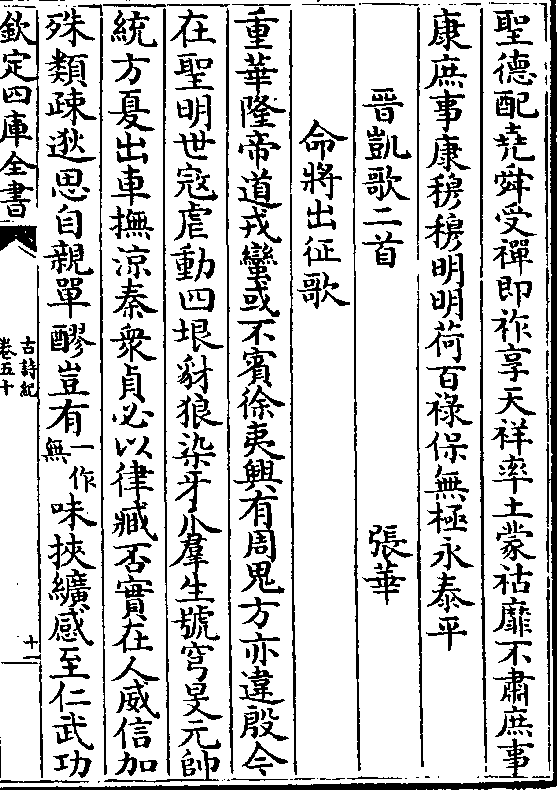 聖德配堯舜受禪即祚享天祥率土蒙祜靡不肅庶事
康庶事康穆穆明明荷百祿保無極永泰平
晉凱歌二首
張華
命將出征歌
重華隆帝道戎蠻或不賓徐夷興有周鬼方亦違殷今
在聖明世寇虐動四垠豺狼染牙爪羣生號穹旻元帥
統方夏出車撫涼秦衆貞必以律臧否實在人威信加
殊類疎逖思自親單醪豈有一作無味挾纊感至仁武功
欽定四庫全書
古詩紀
卷五十
十一